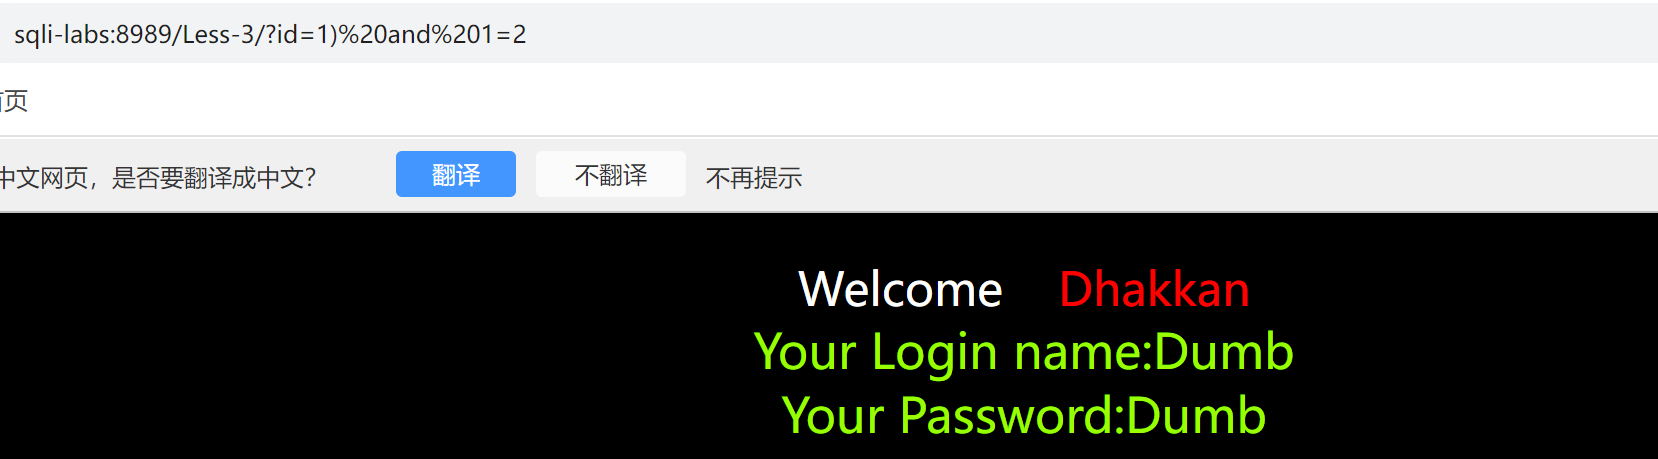 sqli-labs:8989/Less-3/?id=1)%20and%201=2
页
中文网页，是否要翻译成中文？ 翻译 不翻译 不再提示
Welcome Dhakkan
Your Login name:Dumb
Your Password:Dumb